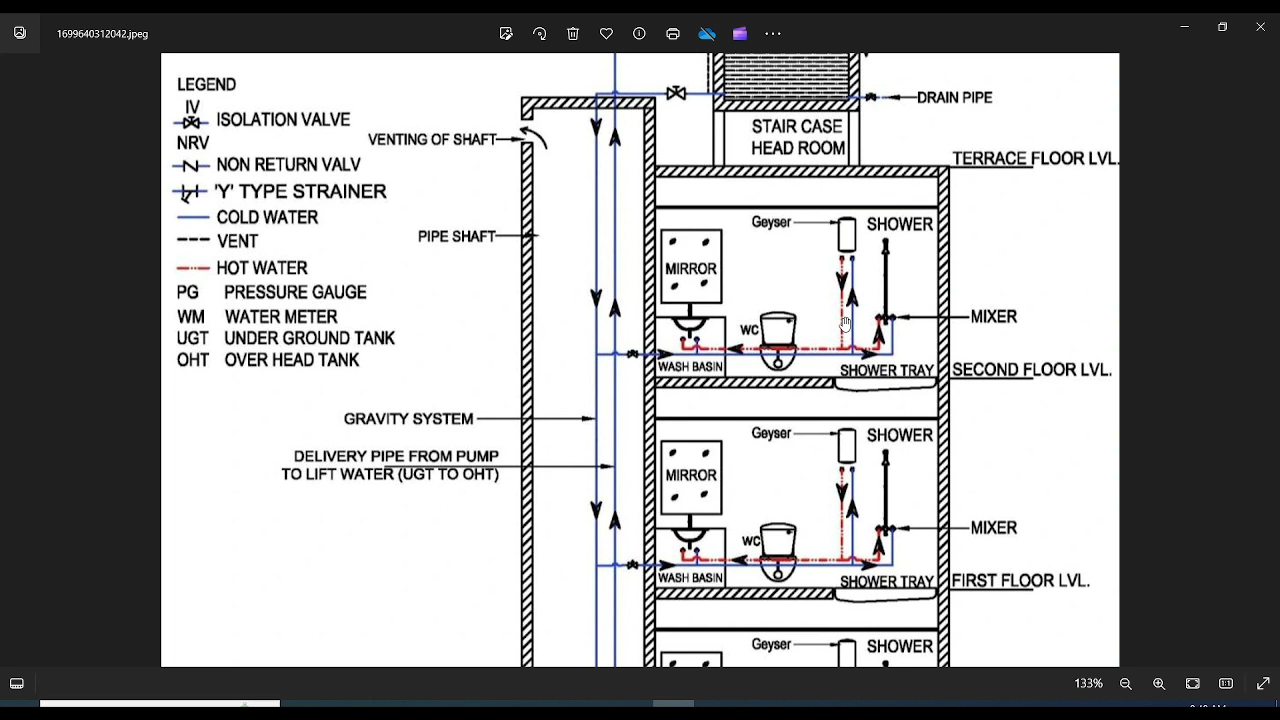 1699640312042.jpeg
LEGEND
IV
ISOLATION VALVE
NRV
NON RETURN VALV
'Y' TYPE STRAINER
COLD WATER
VENT
HOT WATER
PG PRESSURE GAUGE
WM WATER METER
UGT UNDER GROUND TANK
OHT OVER HEAD TANK
VENTING OF SHAFT
PIPE SHAFT
GRAVITY SYSTEM
DELIVERY PIPE FROM PUMP
TO LIFT WATER (UGT TO OHT)
DRAIN PIPE
STAIR CASE
HEAD ROOM
TERRACE FLOOR LVL.
Geyser
SHOWER
MIRROR
WC
MIXER
WASH BASIN
SHOWER TRAY
SECOND FLOOR LVL.
Geyser
SHOWER
MIRROR
WC
MIXER
WASH BASIN
SHOWER TRAY
FIRST FLOOR LVL.
Geyser
SHOWER
133%